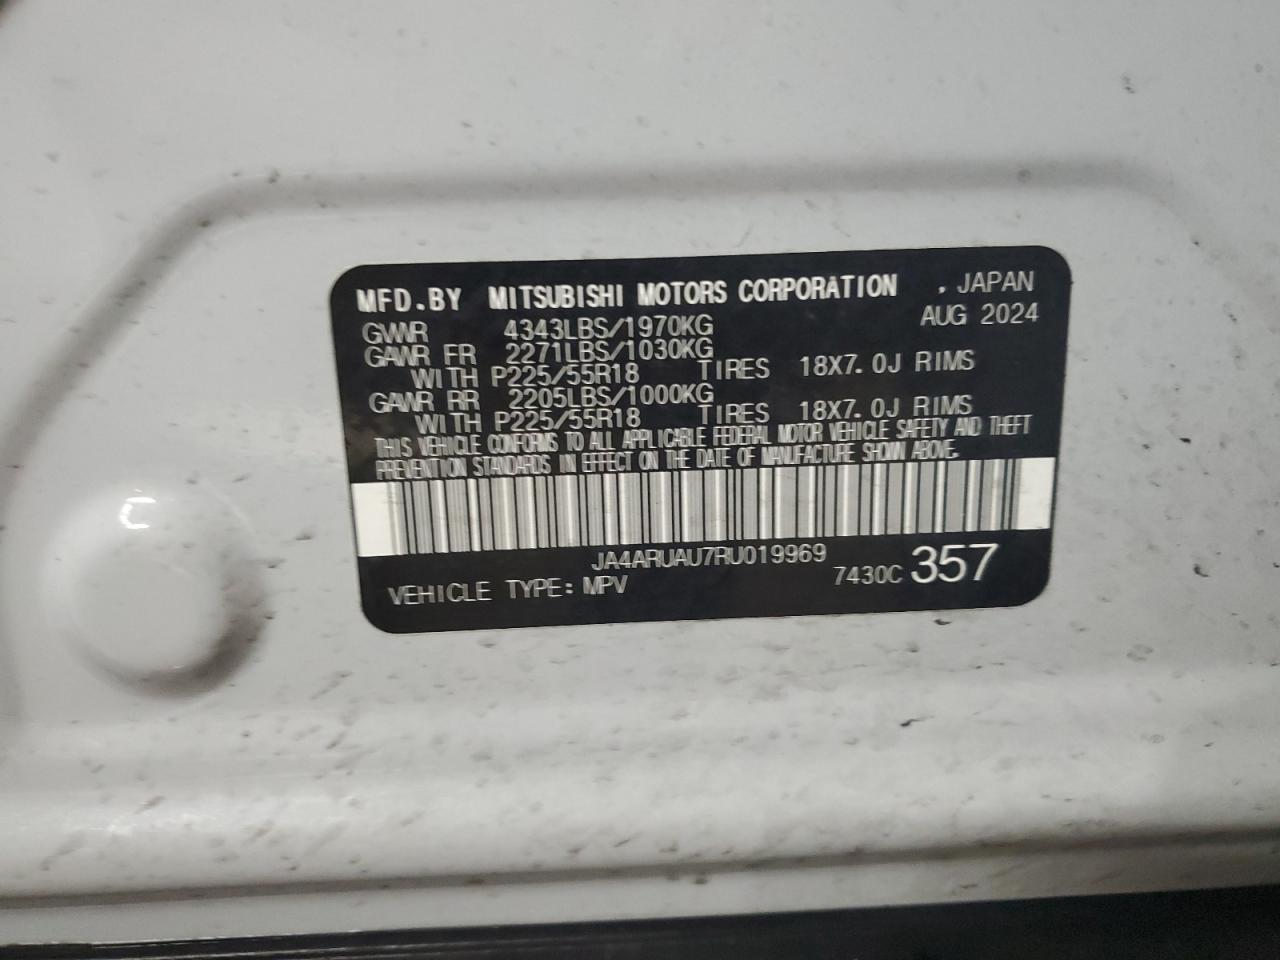 MFD.BY MITSUBISHI MOTORS CORPORATION , JAPAN
GVWR 4343LBS/1970KG AUG 2024
GAWR FR 2271LBS/1030KG
WITH P225/55R18 TIRES 18X7.0J RIMS
GAWR RR 2205LBS/1000KG
WITH P225/55R18 TIRES 18X7.0J RIMS
THIS VEHICLE CONFORMS TO ALL APPLICABLE FEDERAL MOTOR VEHICLE SAFETY AND THEFT
PREVENTION STANDARDS IN EFFECT ON THE DATE OF MANUFACTURE SHOWN ABOVE.
JA4ARUAU7RU019969
VEHICLE TYPE: MPV 7430C 357